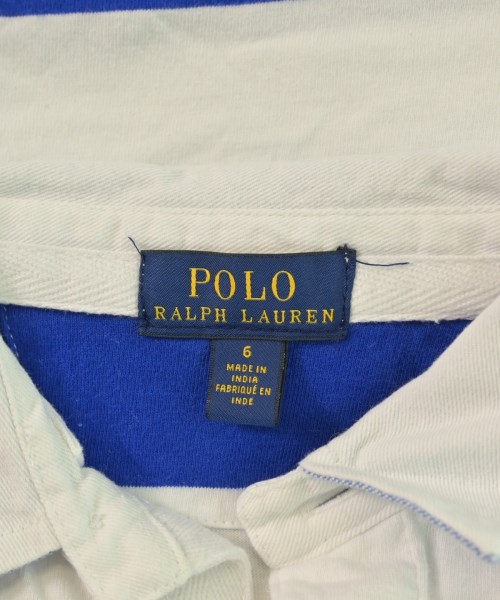 POLO
RALPH LAUREN
6
MADE IN
INDIA
FABRIQUÉ EN
INDE